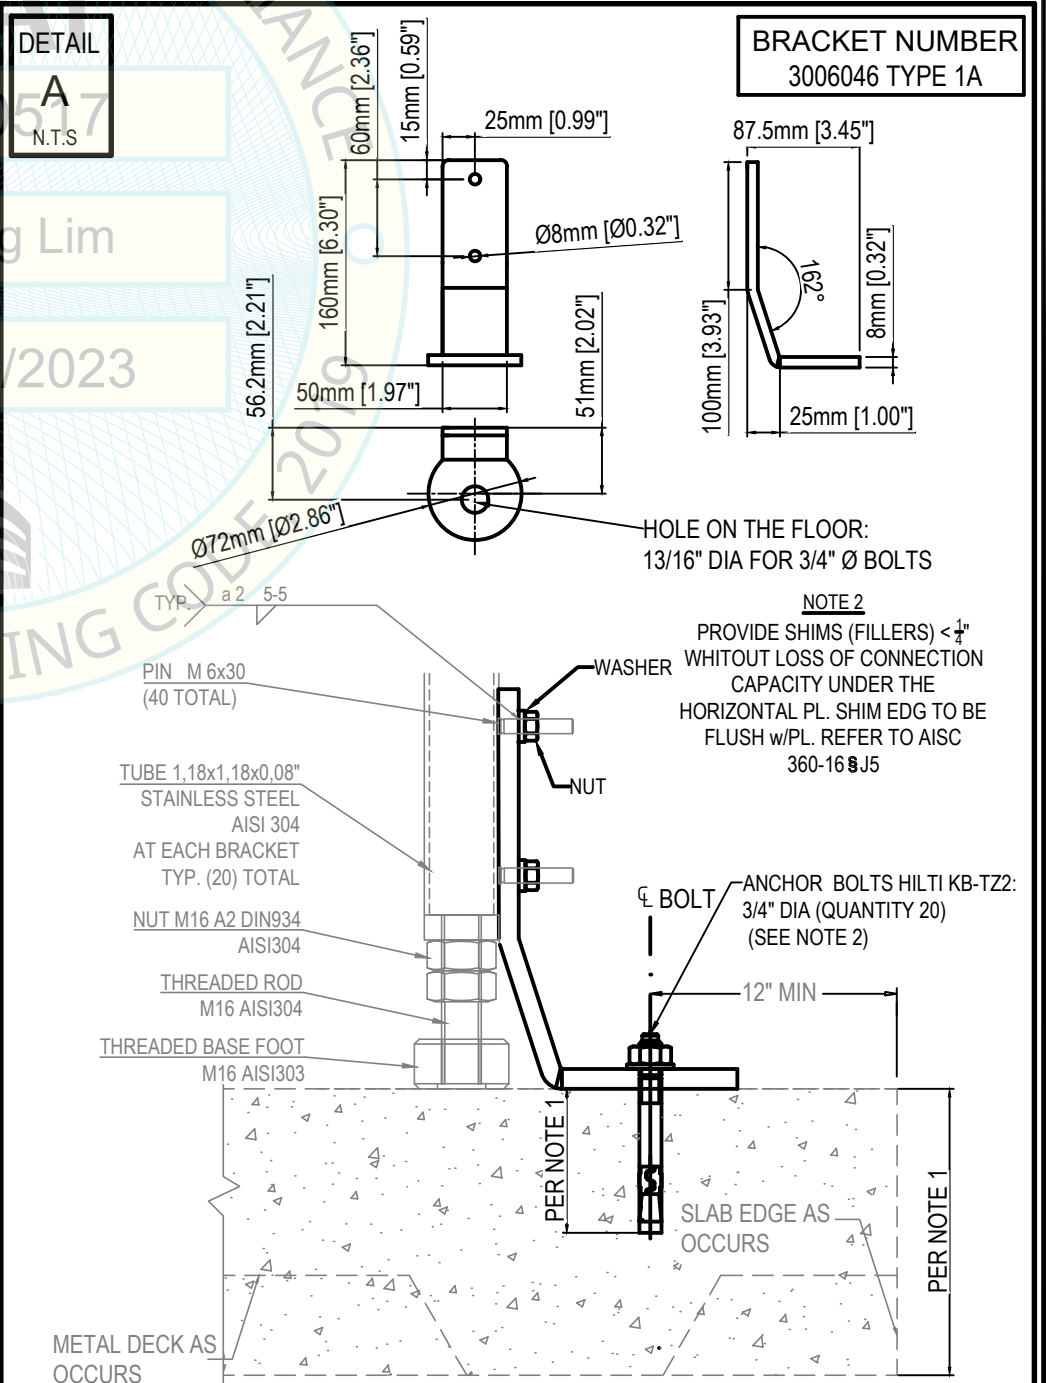 DETAIL
A
N.T.S
BRACKET NUMBER
3006046 TYPE 1A
60mm [2.36"]
15mm [0.59"]
25mm [0.99"]
160mm [6.30"]
Ø8mm [Ø0.32"]
87.5mm [3.45"]
162°
8mm [0.32"]
100mm [3.93"]
25mm [1.00"]
56.2mm [2.21"]
50mm [1.97"]
51mm [2.02"]
Ø72mm [Ø2.86"]
HOLE ON THE FLOOR:
13/16" DIA FOR 3/4" Ø BOLTS
NOTE 2
PROVIDE SHIMS (FILLERS) < 1/4"
WHITOUT LOSS OF CONNECTION
CAPACITY UNDER THE
HORIZONTAL PL. SHIM EDG TO BE
FLUSH w/PL. REFER TO AISC
360-16 § J5
TYP. a 2 5-5
PIN M 6x30
(40 TOTAL)
WASHER
NUT
TUBE 1,18x1,18x0,08"
STAINLESS STEEL
AISI 304
AT EACH BRACKET
TYP. (20) TOTAL
NUT M16 A2 DIN934
AISI304
THREADED ROD
M16 AISI304
THREADED BASE FOOT
M16 AISI303
℄ BOLT
ANCHOR BOLTS HILTI KB-TZ2:
3/4" DIA (QUANTITY 20)
(SEE NOTE 2)
12" MIN
PER NOTE 1
SLAB EDGE AS
OCCURS
PER NOTE 1
METAL DECK AS
OCCURS
0517
g Lim
/2023
IANCE
ING CODE 2019